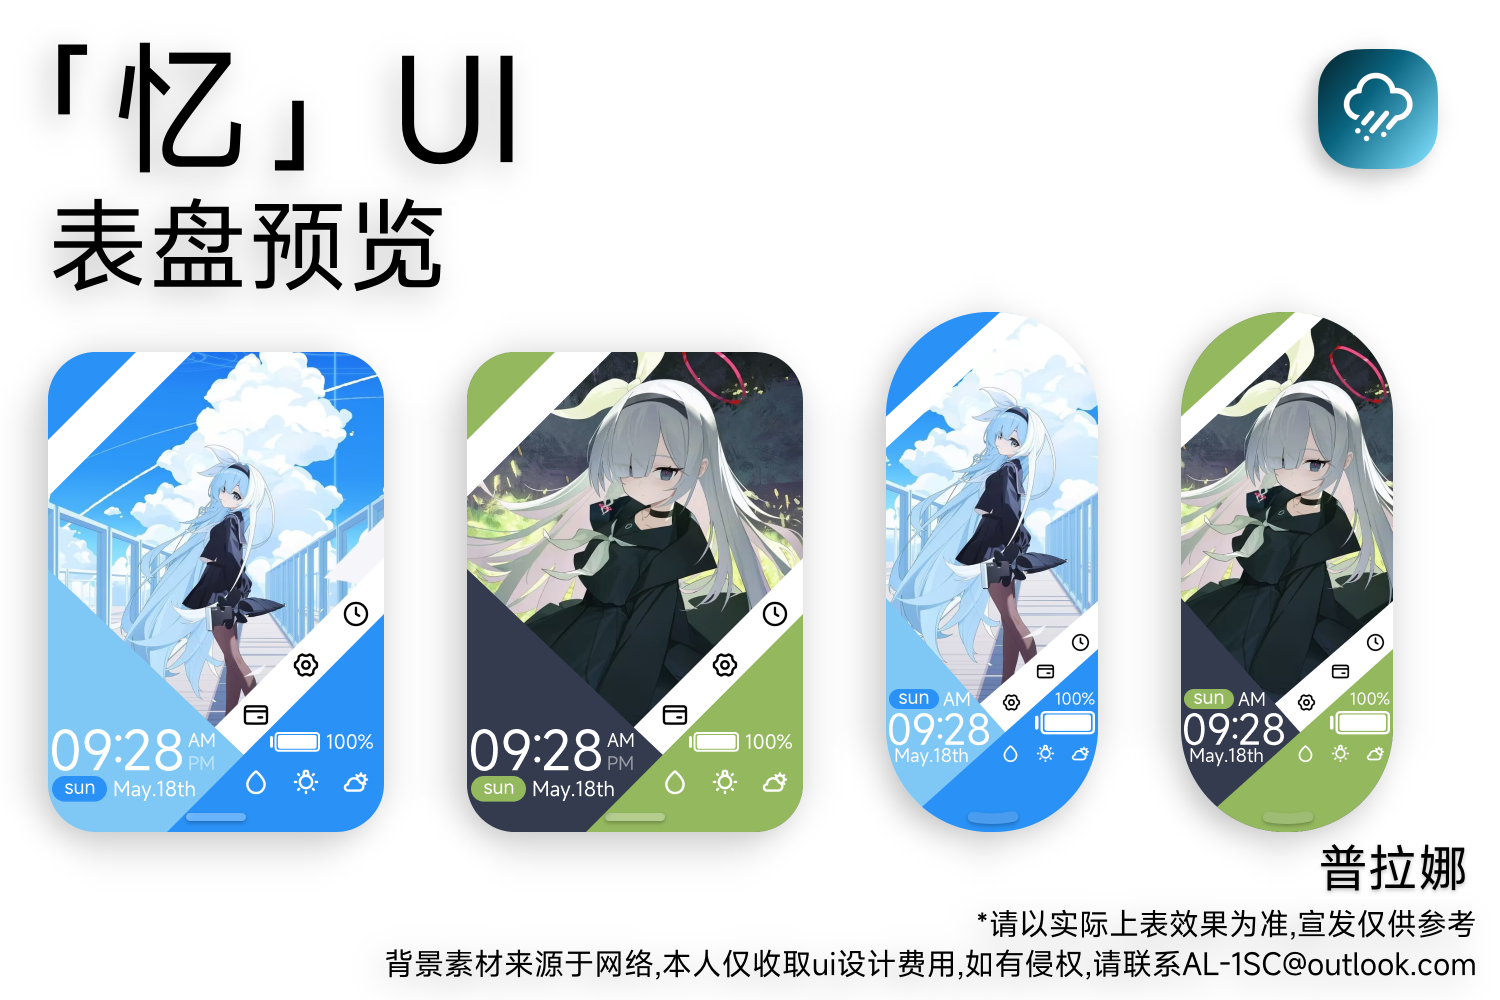 「忆」UI
表盘预览
09:28 AM
PM
100%
sun May.18th
09:28 AM
PM
100%
sun May.18th
sun AM
100%
09:28
May.18th
sun AM
100%
09:28
May.18th
普拉娜
*请以实际上表效果为准,宣发仅供参考
背景素材来源于网络,本人仅收取ui设计费用,如有侵权,请联系AL-1SC@outlook.com